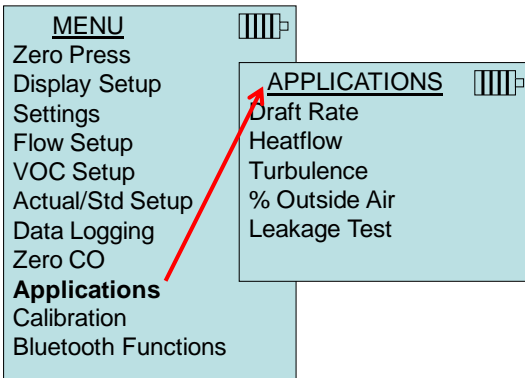 MENU
Zero Press
Display Setup
Settings
Flow Setup
VOC Setup
Actual/Std Setup
Data Logging
Zero CO
Applications
Calibration
Bluetooth Functions
APPLICATIONS
Draft Rate
Heatflow
Turbulence
% Outside Air
Leakage Test